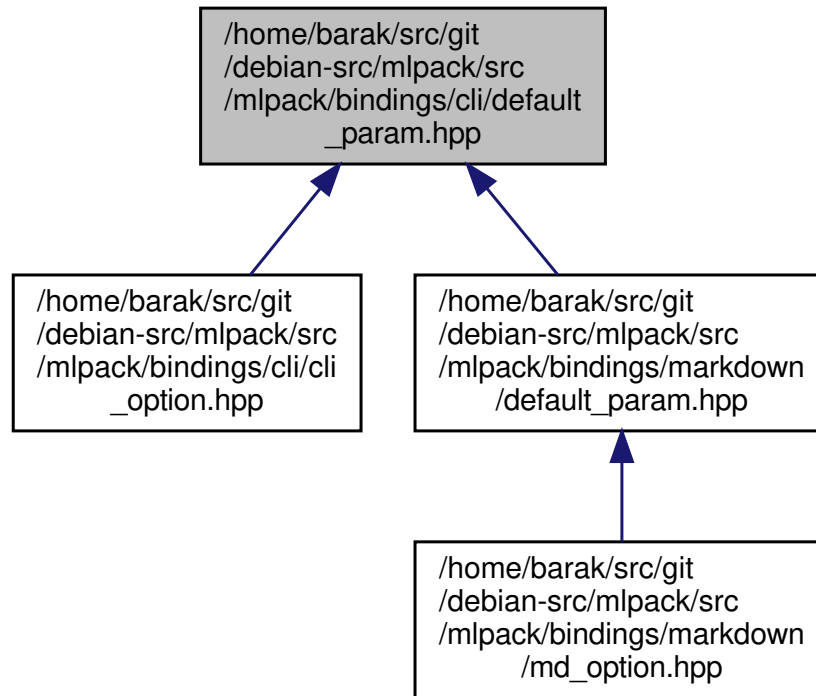 /home/barak/src/git
/debian-src/mlpack/src
/mlpack/bindings/cli/default
_param.hpp
/home/barak/src/git
/debian-src/mlpack/src
/mlpack/bindings/cli/cli
_option.hpp
/home/barak/src/git
/debian-src/mlpack/src
/mlpack/bindings/markdown
/default_param.hpp
/home/barak/src/git
/debian-src/mlpack/src
/mlpack/bindings/markdown
/md_option.hpp